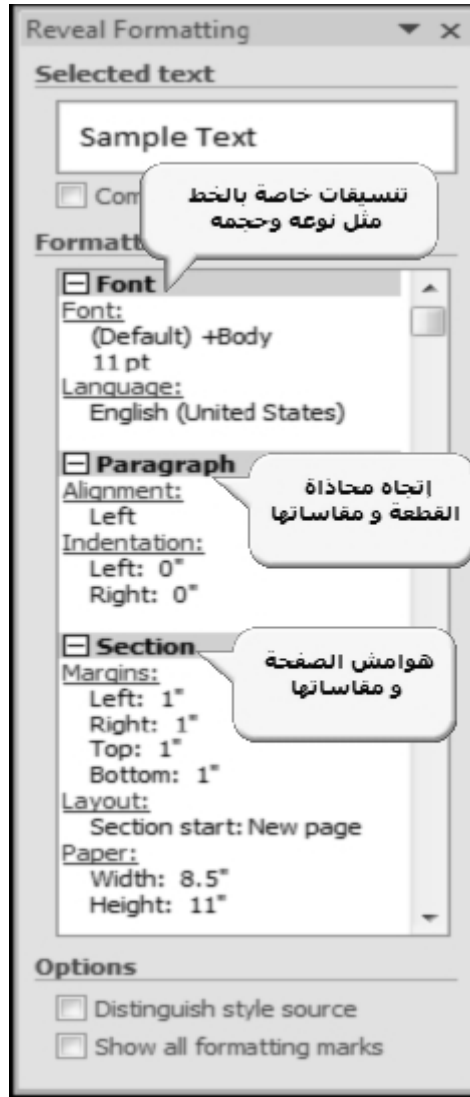 Reveal Formatting
Selected text
Sample Text
Com
تنسيقات خاصة بالخط
مثل نوعه وحجمه
Formatt
Font
Font:
(Default) +Body
11 pt
Language:
English (United States)
Paragraph
إتجاه محاذاة
القطعة و مقاساتها
Alignment:
Left
Indentation:
Left: 0"
Right: 0"
Section
هوامش الصفحة
و مقاساتها
Margins:
Left: 1"
Right: 1"
Top: 1"
Bottom: 1"
Layout:
Section start: New page
Paper:
Width: 8.5"
Height: 11"
Options
Distinguish style source
Show all formatting marks